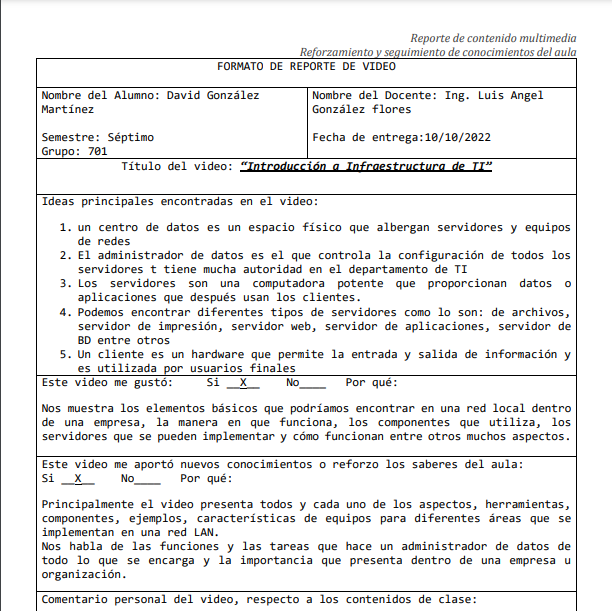 Reporte de contenido multimedia
Reforzamiento y seguimiento de conocimientos del aula
FORMATO DE REPORTE DE VIDEO
Nombre del Alumno: David González
Martínez
Semestre: Séptimo
Grupo: 701
Nombre del Docente: Ing. Luis Angel
González flores
Fecha de entrega:10/10/2022
Título del video: “Introducción a Infraestructura de TI”
Ideas principales encontradas en el video:
1. un centro de datos es un espacio físico que albergan servidores y equipos
de redes
2. El administrador de datos es el que controla la configuración de todos los
servidores t tiene mucha autoridad en el departamento de TI
3. Los servidores son una computadora potente que proporcionan datos o
aplicaciones que después usan los clientes.
4. Podemos encontrar diferentes tipos de servidores como lo son: de archivos,
servidor de impresión, servidor web, servidor de aplicaciones, servidor de
BD entre otros
5. Un cliente es un hardware que permite la entrada y salida de información y
es utilizada por usuarios finales
Este video me gustó: Si __X__ No____ Por qué:
Nos muestra los elementos básicos que podríamos encontrar en una red local dentro
de una empresa, la manera en que funciona, los componentes que utiliza, los
servidores que se pueden implementar y cómo funcionan entre otros muchos aspectos.
Este video me aportó nuevos conocimientos o reforzo los saberes del aula:
Si __X__ No____ Por qué:
Principalmente el video presenta todos y cada uno de los aspectos, herramientas,
componentes, ejemplos, características de equipos para diferentes áreas que se
implementan en una red LAN.
Nos habla de las funciones y las tareas que hace un administrador de datos de
todo lo que se encarga y la importancia que presenta dentro de una empresa u
organización.
Comentario personal del video, respecto a los contenidos de clase: